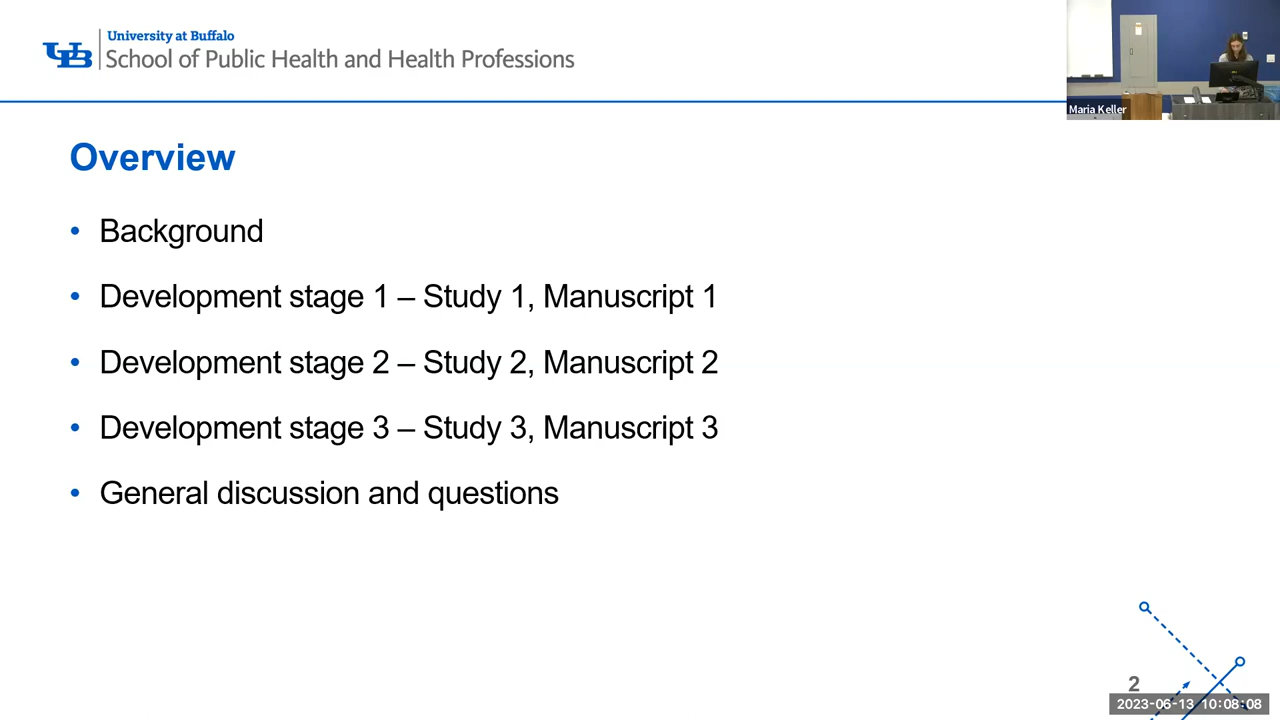 University at Buffalo
School of Public Health and Health Professions
Maria Keller
Overview
• Background
• Development stage 1 – Study 1, Manuscript 1
• Development stage 2 – Study 2, Manuscript 2
• Development stage 3 – Study 3, Manuscript 3
• General discussion and questions
2
2023-06-13 10:08:08